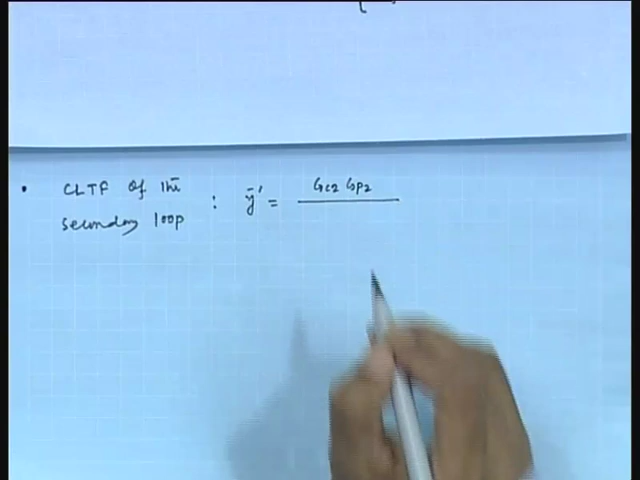 • CLTF of the
secondary loop : ȳ' = Gc2 Gp2